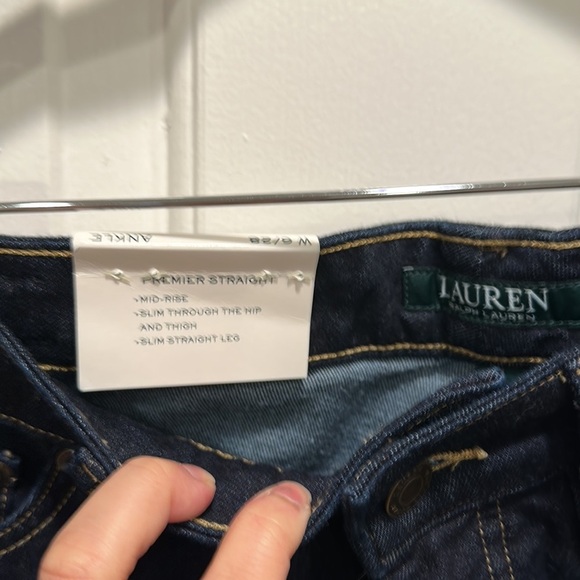 ANKLE W 6/28
PREMIER STRAIGHT
•MID-RISE
•SLIM THROUGH THE HIP
AND THIGH
•SLIM STRAIGHT LEG
LAUREN
RALPH LAUREN